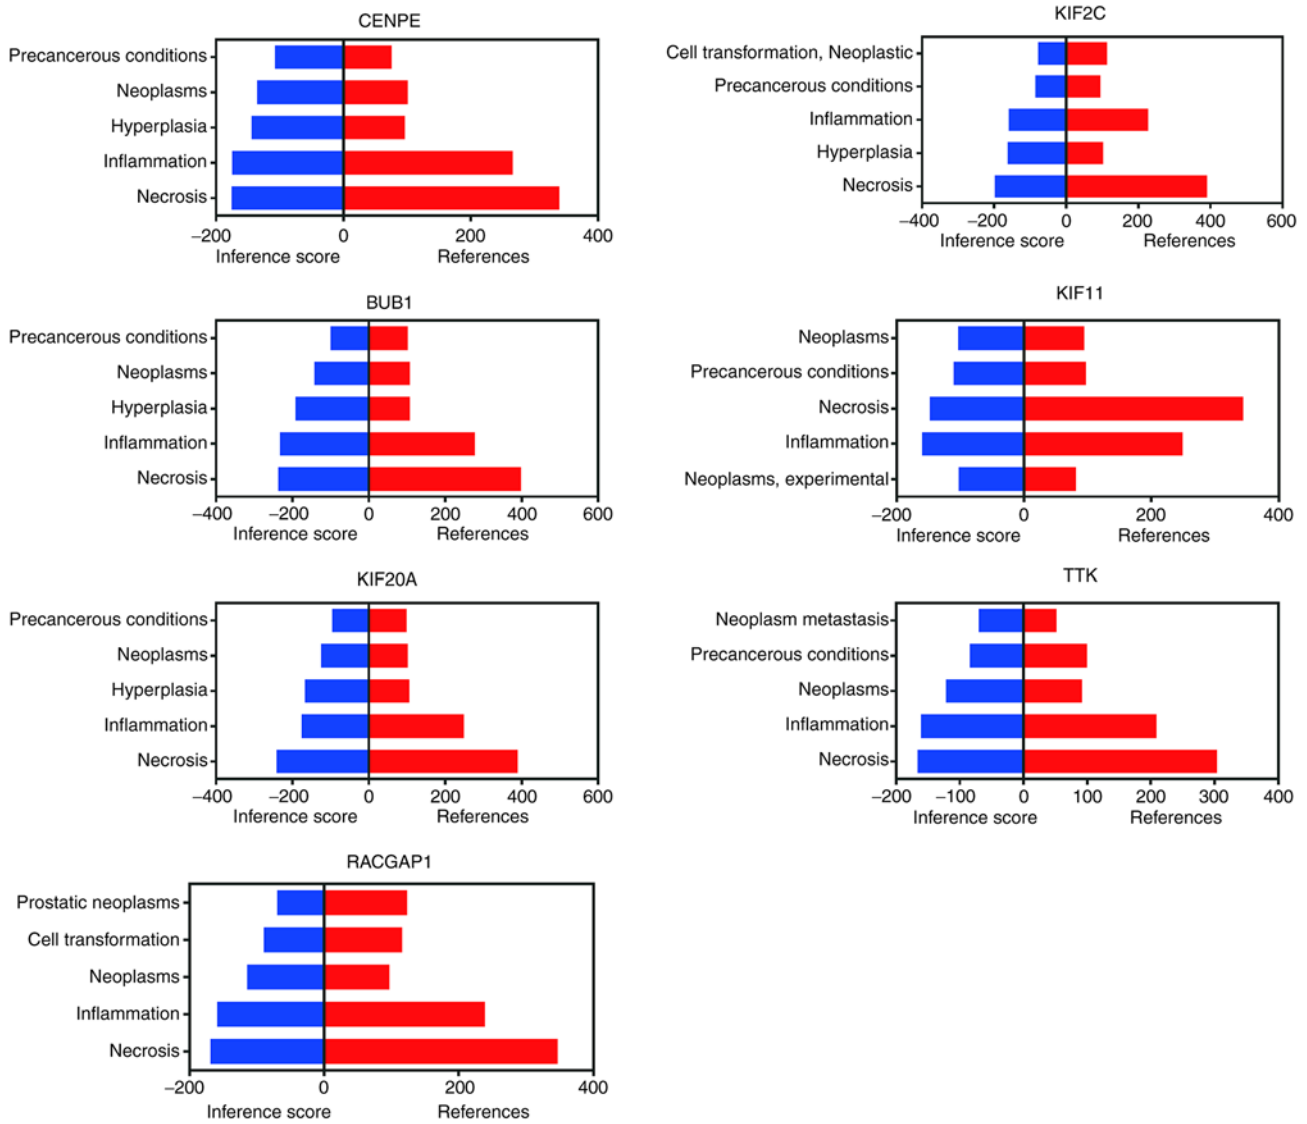 CENPE
Precancerous conditions
Neoplasms
Hyperplasia
Inflammation
Necrosis
−200 0 200 400
Inference score References
KIF2C
Cell transformation, Neoplastic
Precancerous conditions
Inflammation
Hyperplasia
Necrosis
−400 −200 0 200 400 600
Inference score References
BUB1
Precancerous conditions
Neoplasms
Hyperplasia
Inflammation
Necrosis
−400 −200 0 200 400 600
Inference score References
KIF11
Neoplasms
Precancerous conditions
Necrosis
Inflammation
Neoplasms, experimental
−200 0 200 400
Inference score References
KIF20A
Precancerous conditions
Neoplasms
Hyperplasia
Inflammation
Necrosis
−400 −200 0 200 400 600
Inference score References
TTK
Neoplasm metastasis
Precancerous conditions
Neoplasms
Inflammation
Necrosis
−200 −100 0 100 200 300 400
Inference score References
RACGAP1
Prostatic neoplasms
Cell transformation
Neoplasms
Inflammation
Necrosis
−200 0 200 400
Inference score References